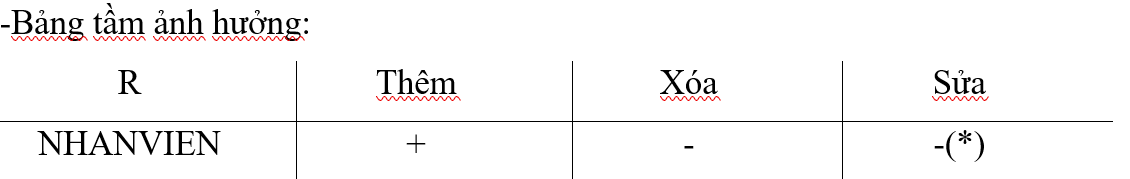 -Bảng tầm ảnh hưởng:
R Thêm Xóa Sửa
NHANVIEN + - -(*)